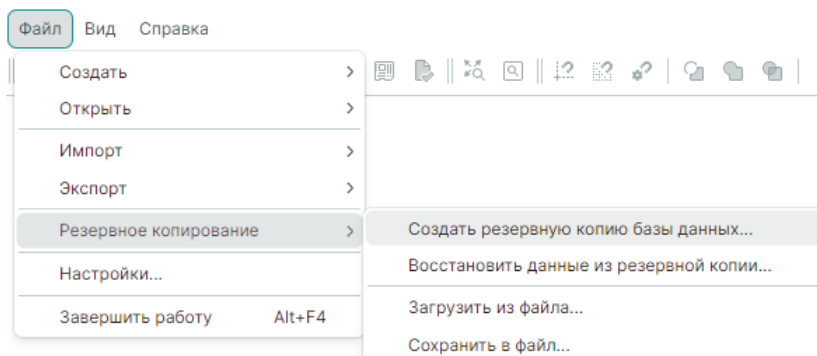 Файл Вид Справка
Создать
Открыть
Импорт
Экспорт
Резервное копирование
Настройки...
Завершить работу Alt+F4
Создать резервную копию базы данных...
Восстановить данные из резервной копии...
Загрузить из файла...
Сохранить в файл...